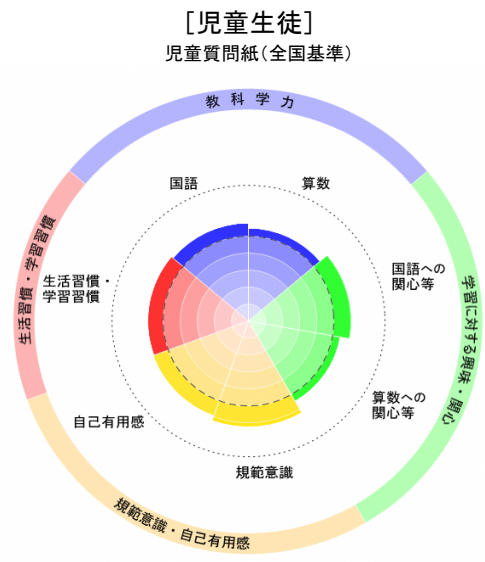 ［児童生徒］
児童質問紙（全国基準）
教科学力
国語
算数
生活習慣・学習習慣
生活習慣・
学習習慣
国語への
関心等
学習に対する興味・関心
算数への
関心等
自己有用感
規範意識
規範意識・自己有用感